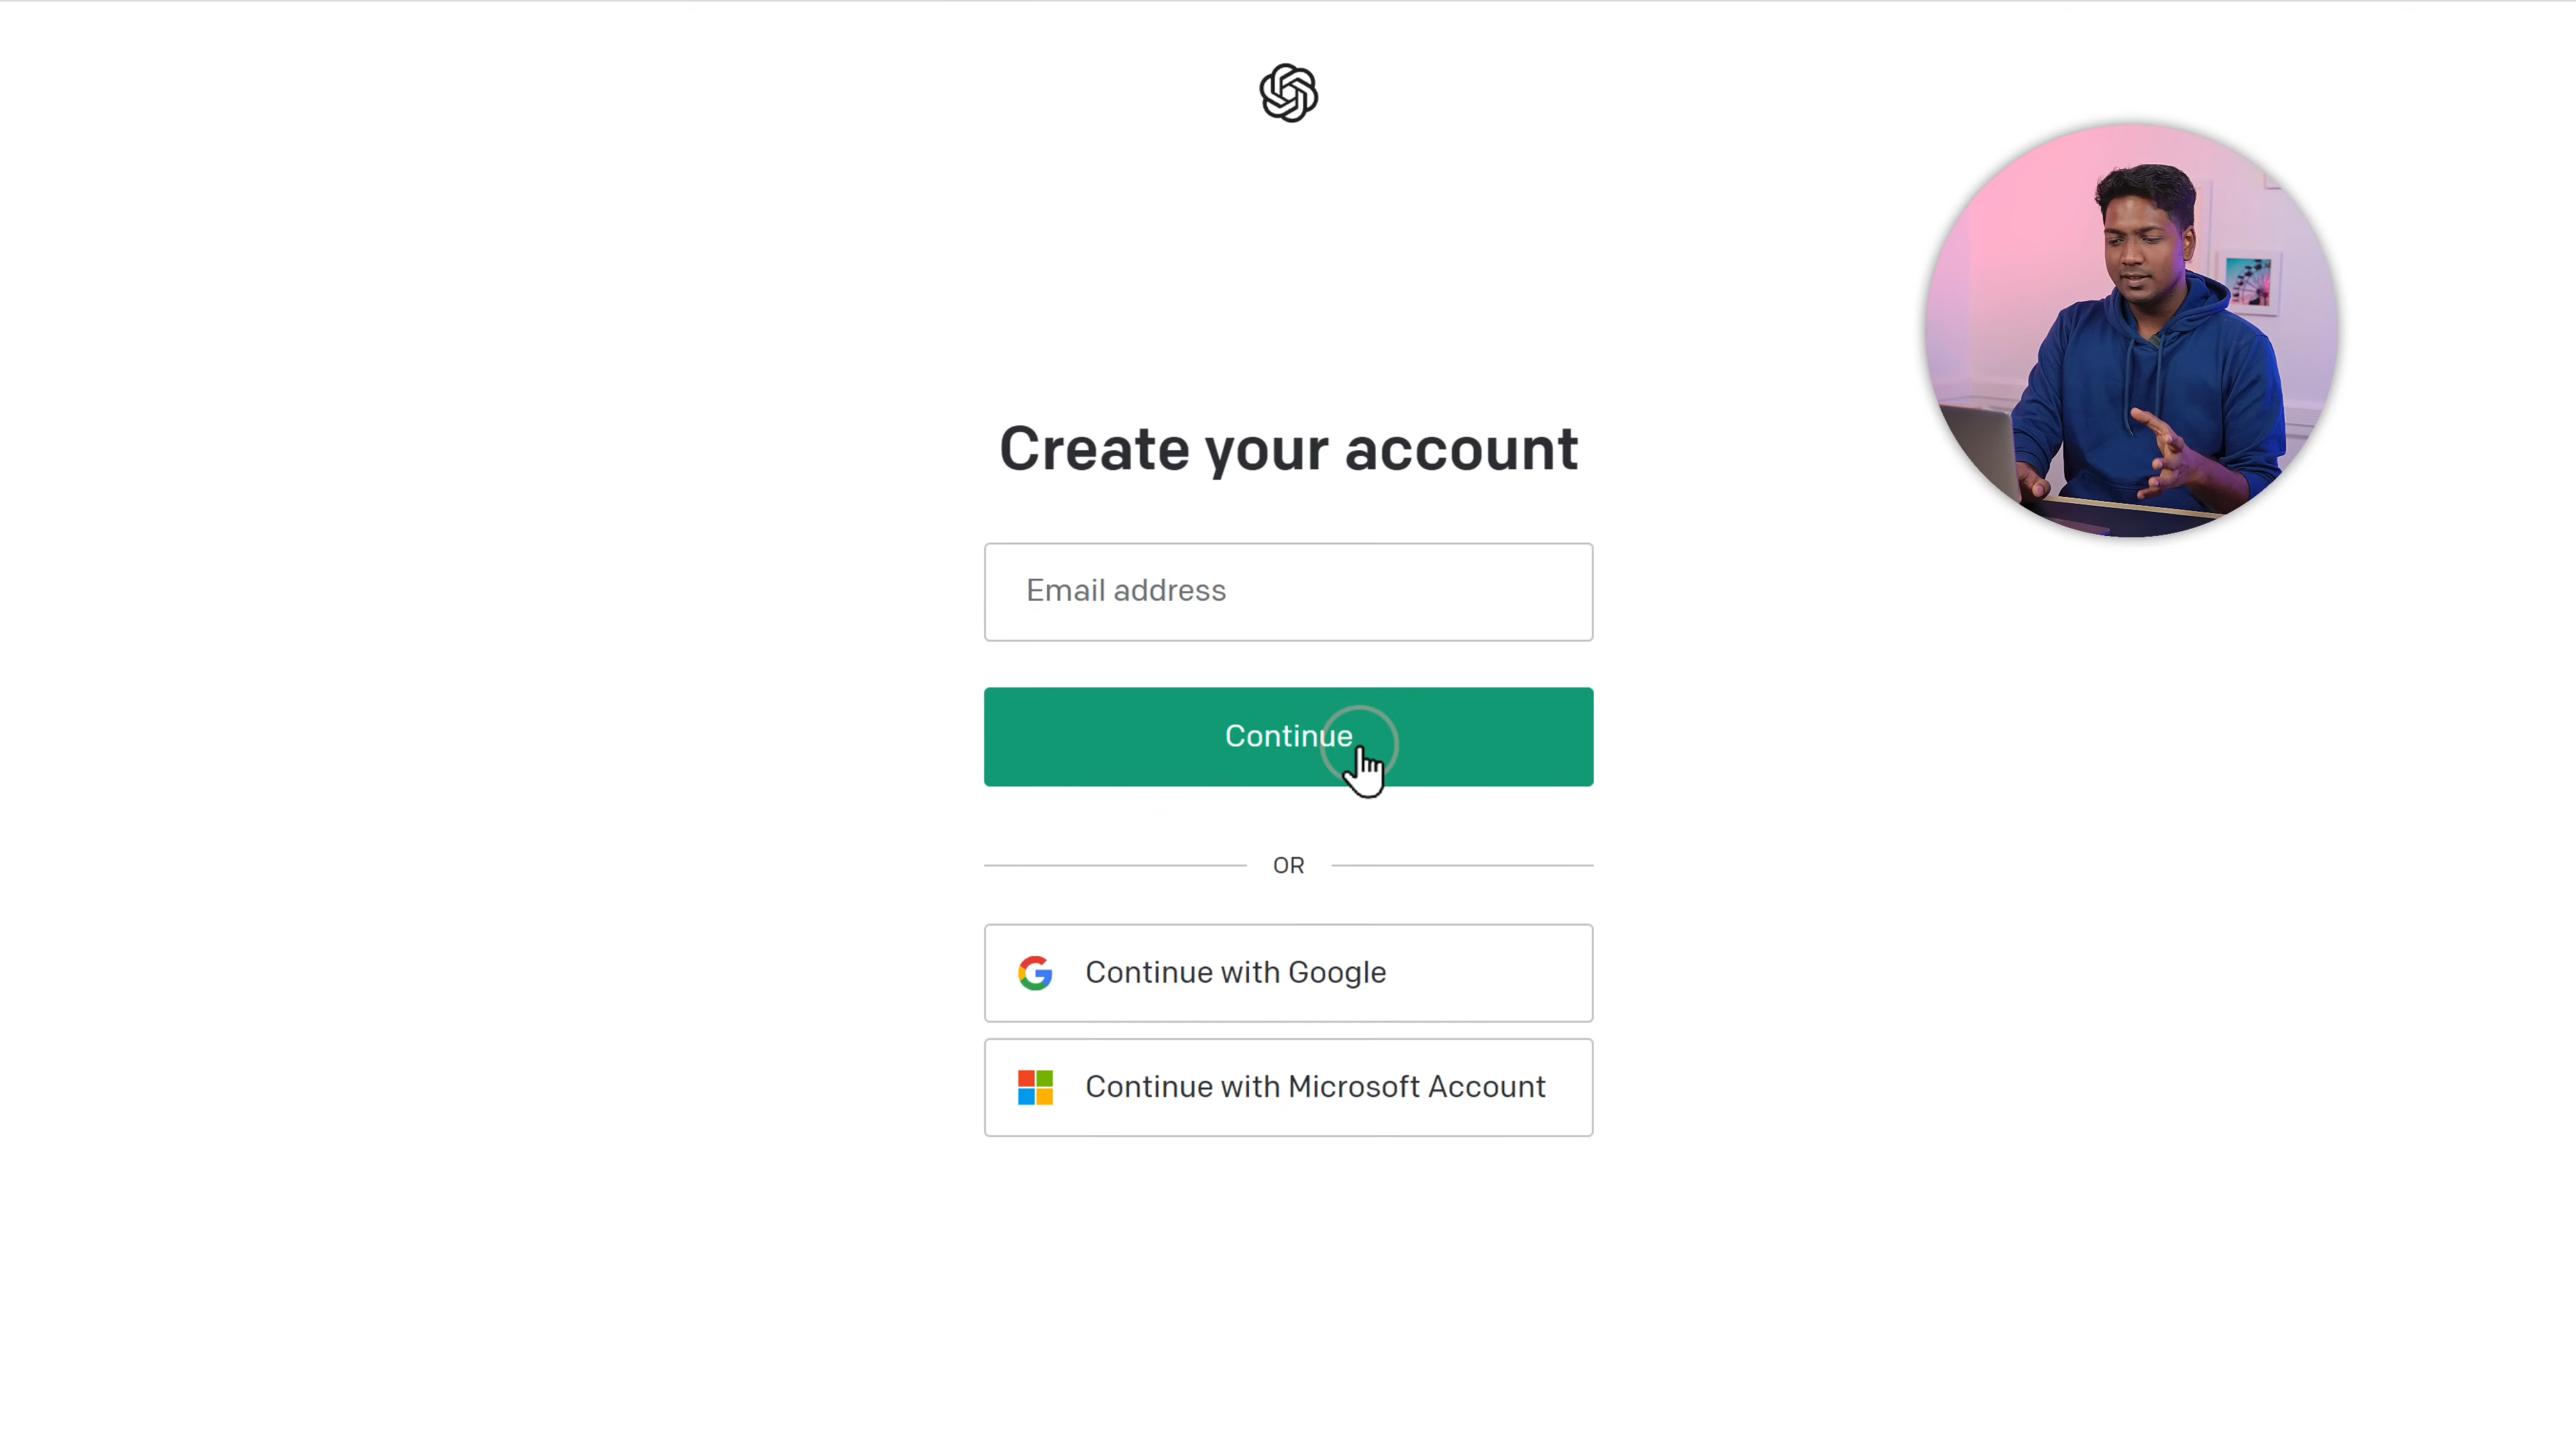 Create your account
Email address
Continue
OR
Continue with Google
Continue with Microsoft Account